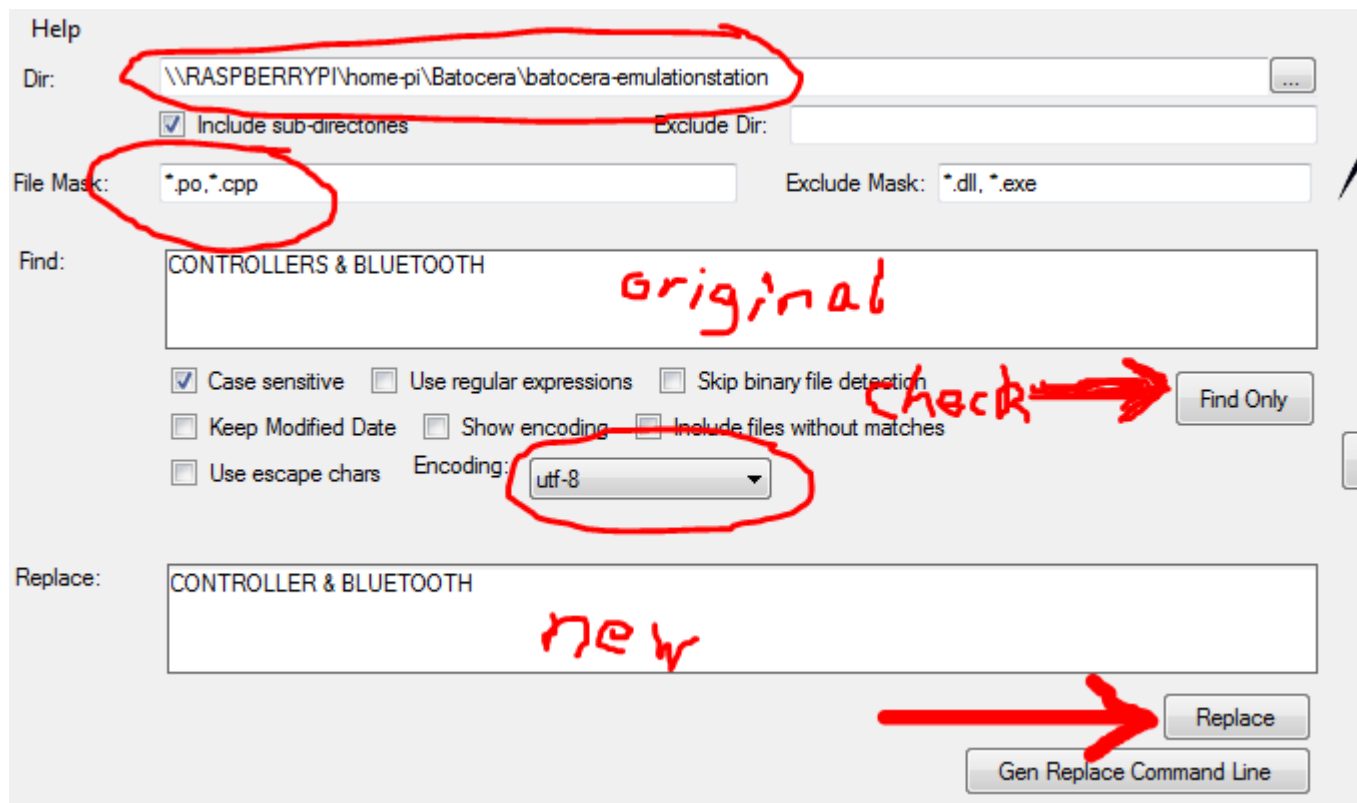 Help
Dir: \\RASPBERRYPI\home-pi\Batocera\batocera-emulationstation ...
Include sub-directories Exclude Dir:
File Mask: *.po,*.cpp Exclude Mask: *.dll, *.exe
Find: CONTROLLERS & BLUETOOTH
original
Case sensitive Use regular expressions Skip binary file detection
check Find Only
Keep Modified Date Show encoding Include files without matches
Use escape chars Encoding: utf-8
Replace: CONTROLLER & BLUETOOTH
new
Replace
Gen Replace Command Line